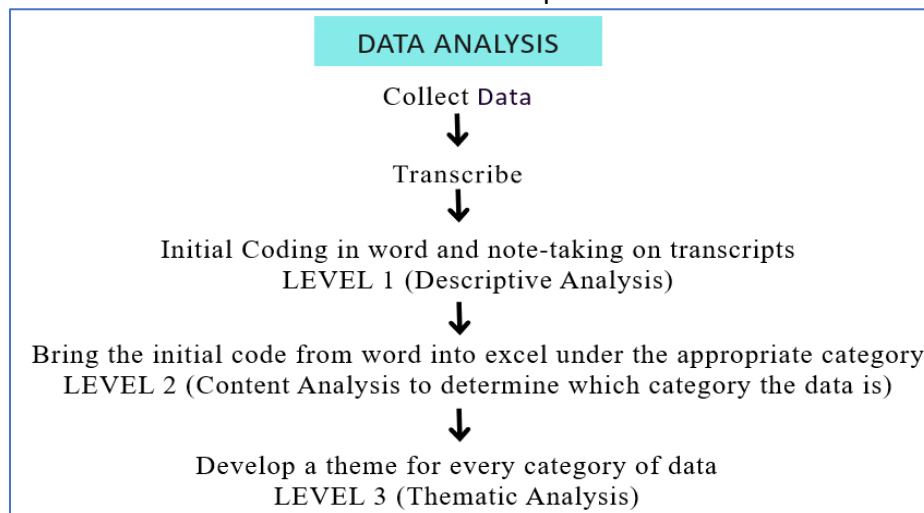 DATA ANALYSIS
Collect Data
Transcribe
Initial Coding in word and note-taking on transcripts
LEVEL 1 (Descriptive Analysis)
Bring the initial code from word into excel under the appropriate category
LEVEL 2 (Content Analysis to determine which category the data is)
Develop a theme for every category of data
LEVEL 3 (Thematic Analysis)